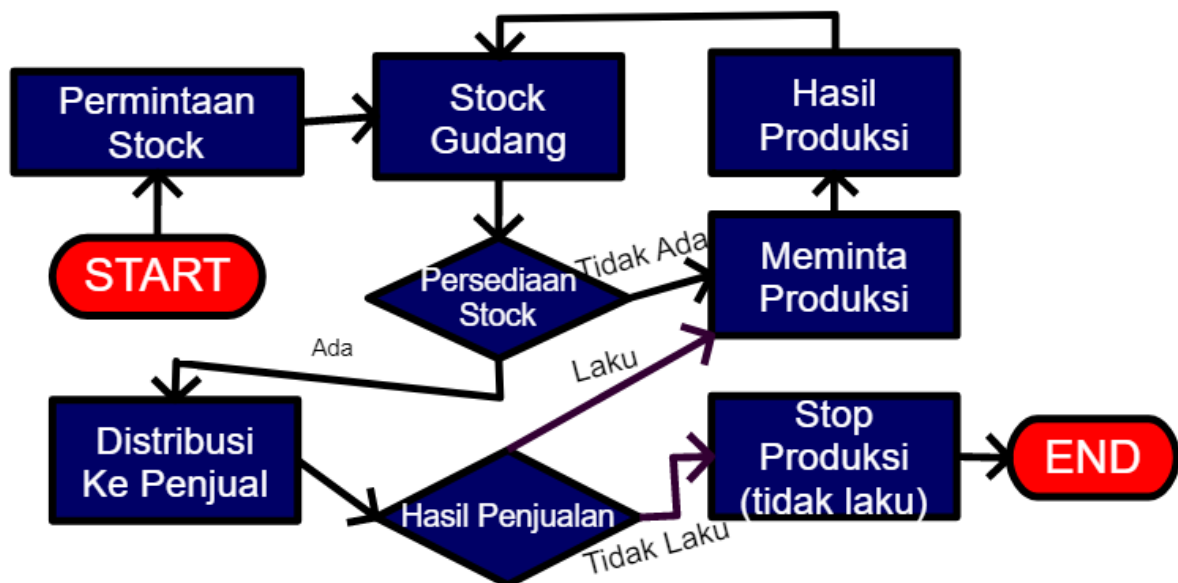 Permintaan
Stock
Stock
Gudang
Hasil
Produksi
START
Persediaan
Stock
Tidak Ada
Meminta
Produksi
Ada
Laku
Distribusi
Ke Penjual
Hasil Penjualan
Tidak Laku
Stop
Produksi
(tidak laku)
END